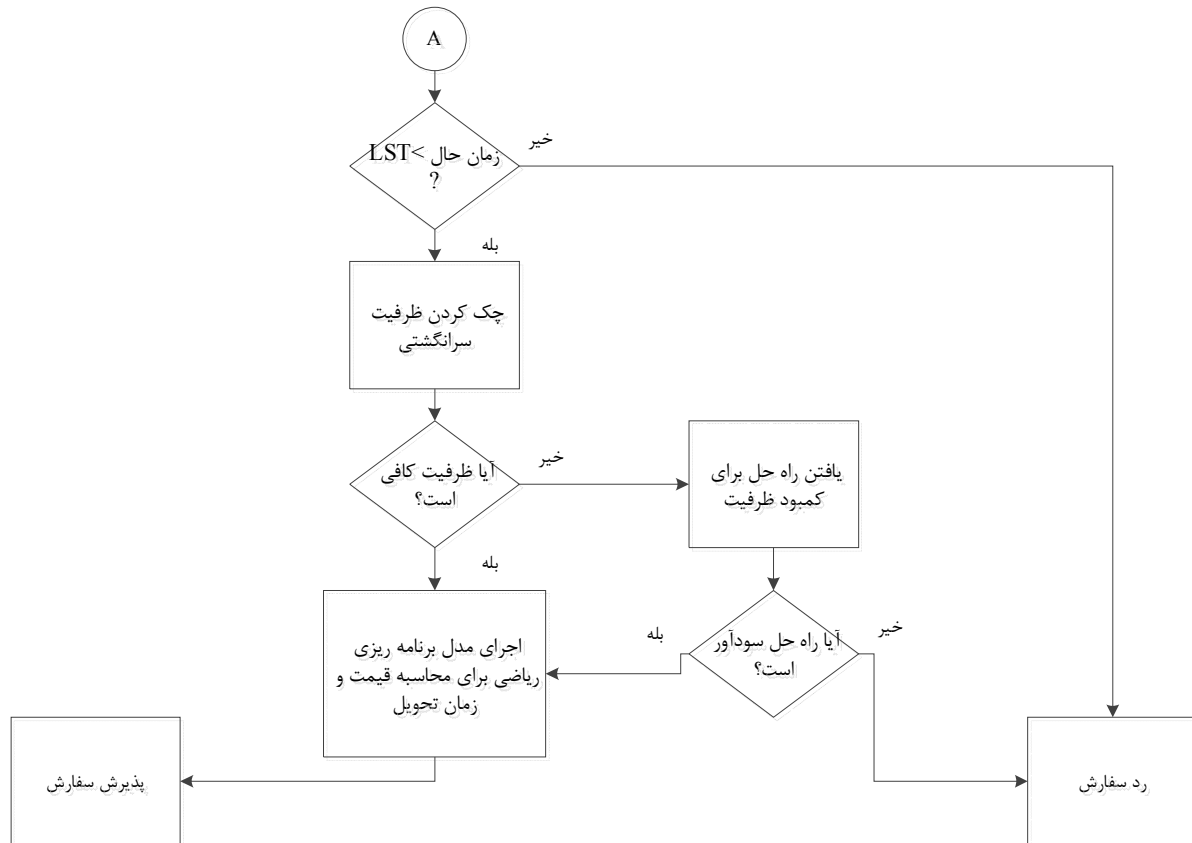 A
زمان حال >LST
?
خیر
بله
چک کردن ظرفیت
سرانگشتی
آیا ظرفیت کافی
است؟
خیر
یافتن راه حل برای
کمبود ظرفیت
بله
اجرای مدل برنامه ریزی
ریاضی برای محاسبه قیمت و
زمان تحویل
بله
آیا راه حل سودآور
است؟
خیر
پذیرش سفارش
رد سفارش